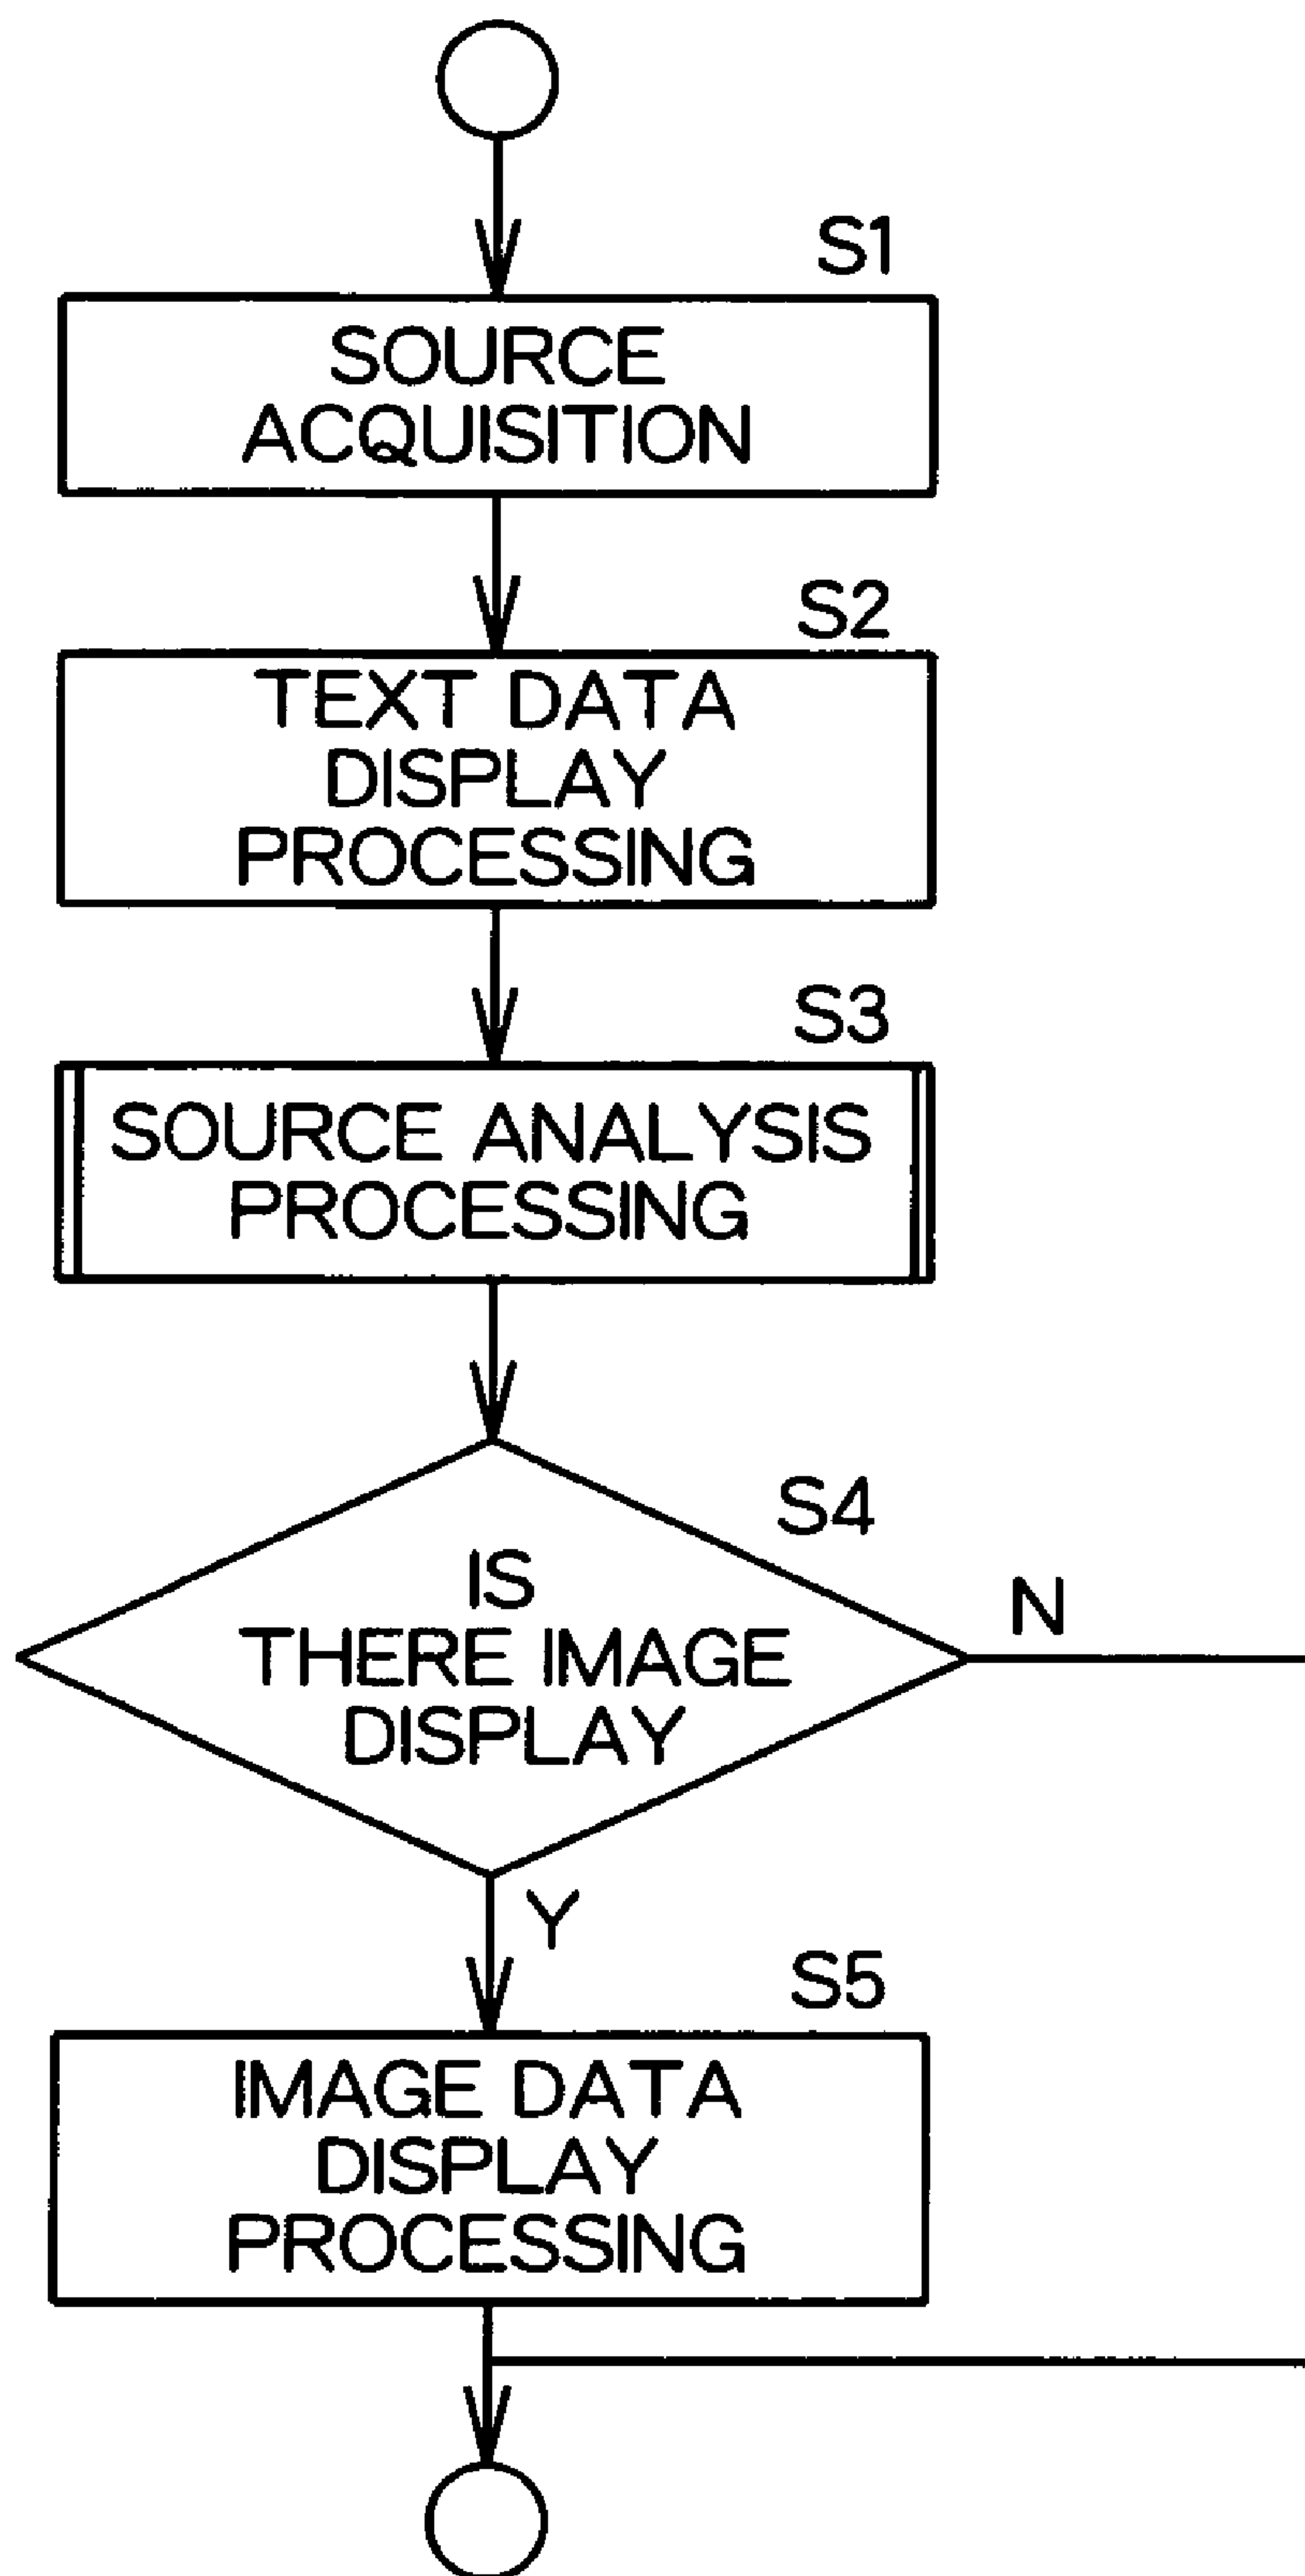 S1
SOURCE
ACQUISITION
S2
TEXT DATA
DISPLAY
PROCESSING
S3
SOURCE ANALYSIS
PROCESSING
S4
IS
THERE IMAGE
DISPLAY
N
Y
S5
IMAGE DATA
DISPLAY
PROCESSING